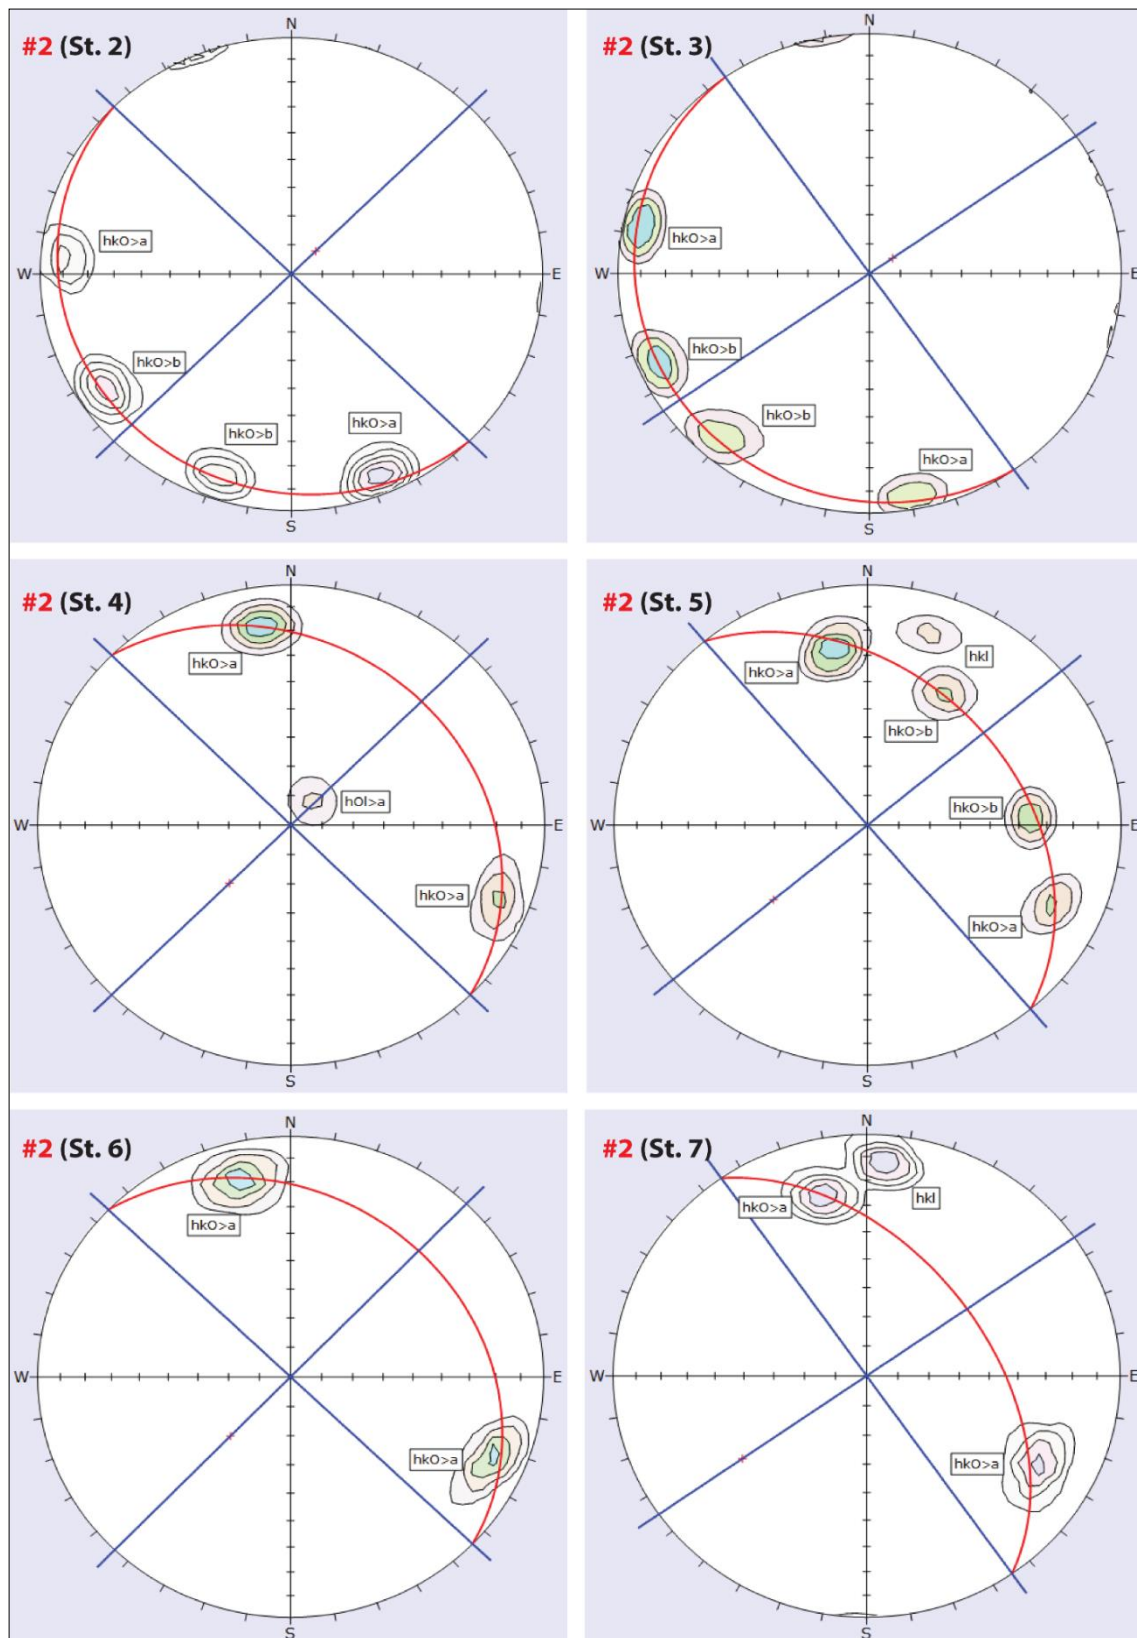 #2 (St. 2)
N
hkO>a
W
E
hkO>b
hkO>b
hkO>a
S
#2 (St. 3)
N
hkO>a
W
E
hkO>b
hkO>b
hkO>a
S
#2 (St. 4)
N
hkO>a
hOl>a
W
E
hkO>a
S
#2 (St. 5)
N
hkl
hkO>a
hkO>b
hkO>b
W
E
hkO>a
S
#2 (St. 6)
N
hkO>a
W
E
hkO>a
S
#2 (St. 7)
N
hkl
hkO>a
W
E
hkO>a
S